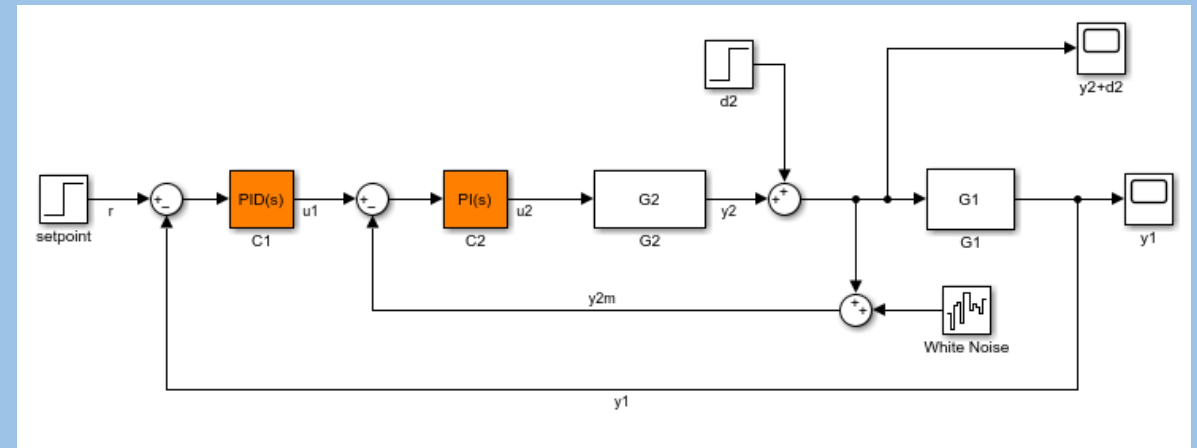 d2
y2+d2
setpoint
r
+
−
PID(s)
C1
u1
+
−
PI(s)
C2
u2
G2
G2
y2
+
+
G1
G1
y1
y2m
+
+
White Noise
y1